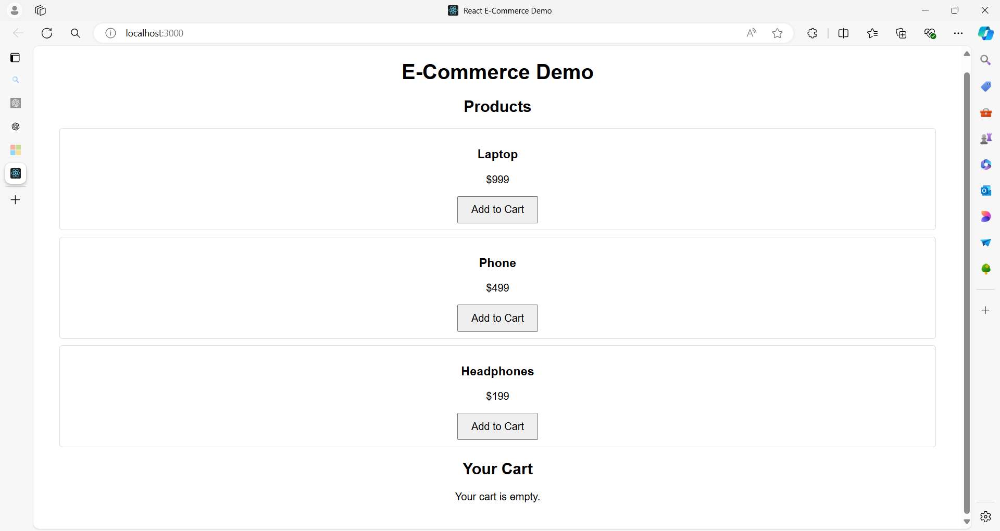 React E-Commerce Demo
localhost:3000
E-Commerce Demo
Products
Laptop
$999
Add to Cart
Phone
$499
Add to Cart
Headphones
$199
Add to Cart
Your Cart
Your cart is empty.